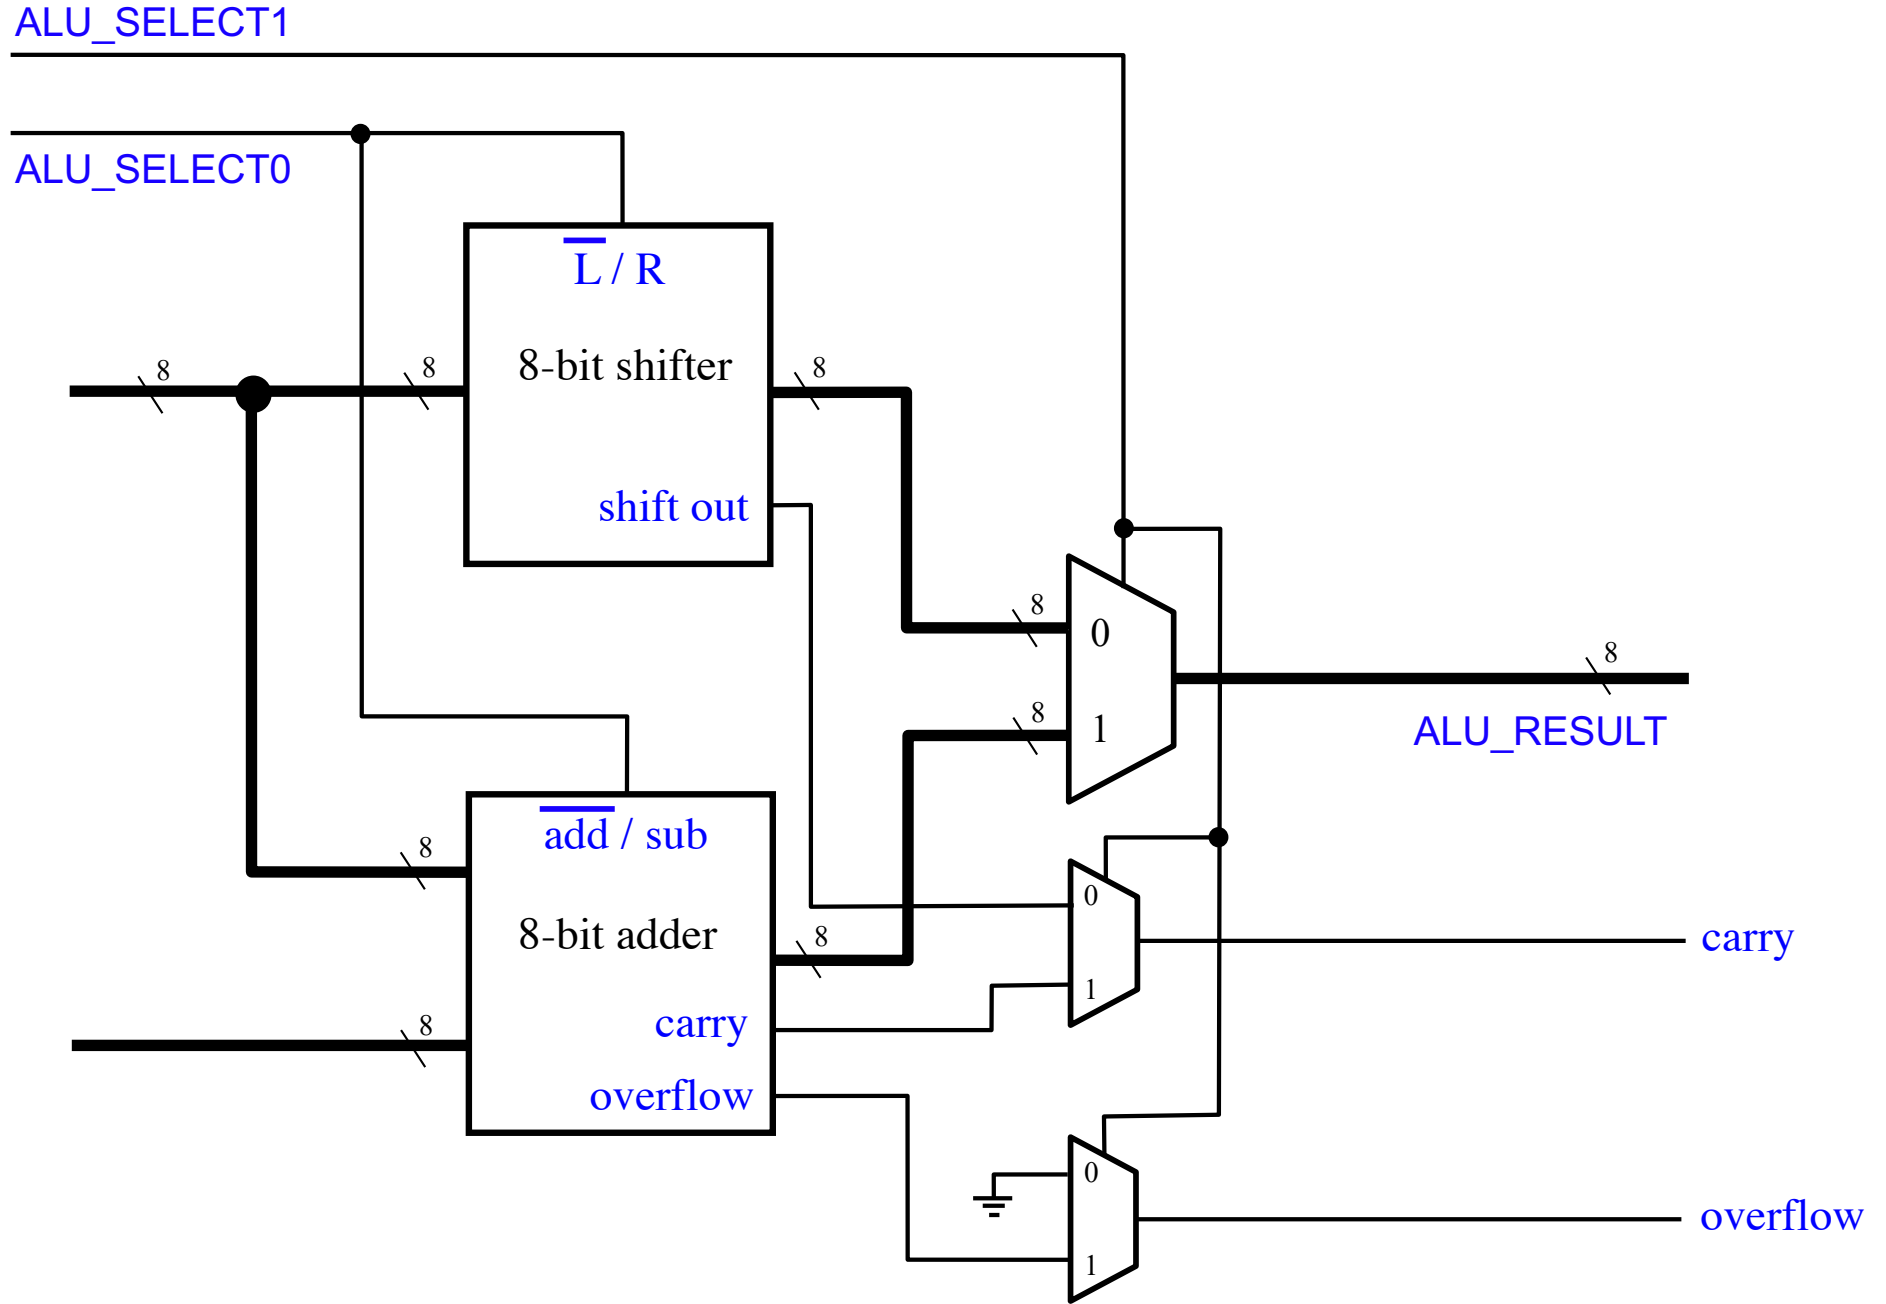 ALU_SELECT1
ALU_SELECT0
L / R
8
8
8-bit shifter
8
shift out
8
0
8
ALU_RESULT
8
1
add / sub
8
8-bit adder
8
0
carry
1
carry
8
overflow
0
overflow
1